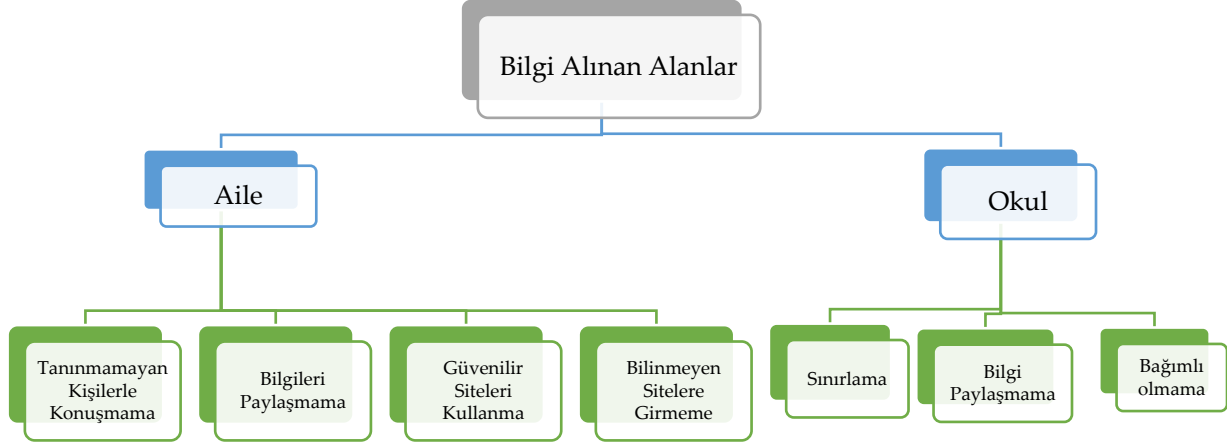 Bilgi Alınan Alanlar
Aile
Okul
Tanınmamayan
Kişilerle
Konuşmama
Bilgileri
Paylaşmama
Güvenilir
Siteleri
Kullanma
Bilinmeyen
Sitelere
Girmeme
Sınırlama
Bilgi
Paylaşmama
Bağımlı
olmama